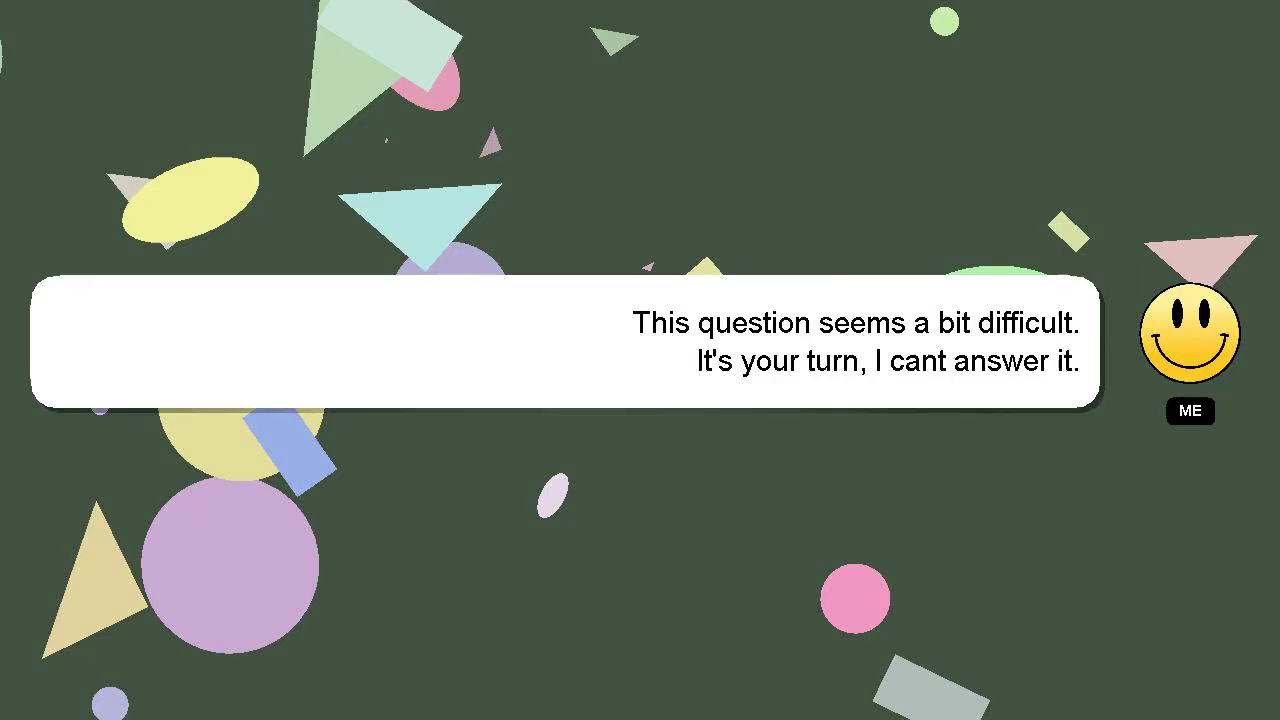 This question seems a bit difficult.
It's your turn, I cant answer it.
ME